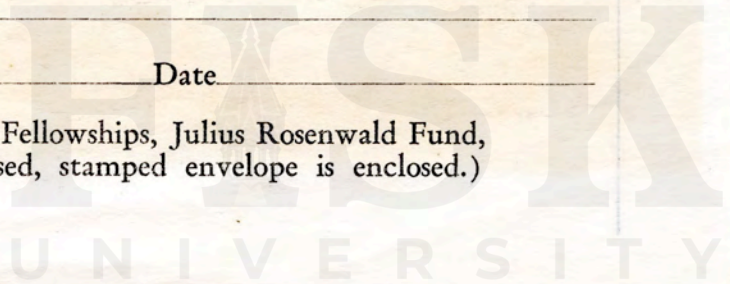 Date
Fellowships, Julius Rosenwald Fund,
sed, stamped envelope is enclosed.)
FISK
UNIVERSITY